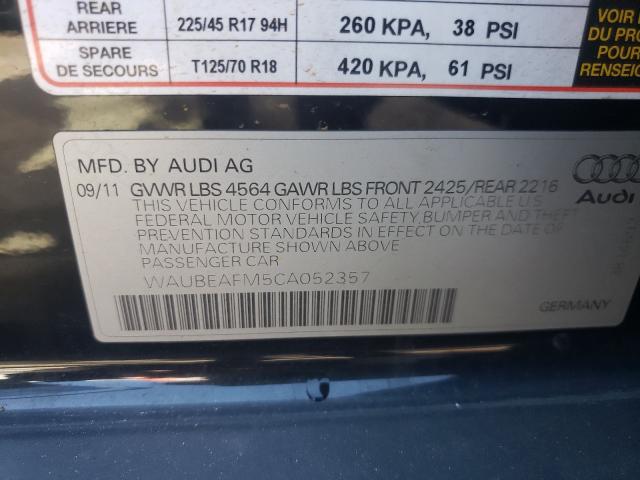 REAR
ARRIERE 225/45 R17 94H 260 KPA, 38 PSI
SPARE
DE SECOURS T125/70 R18 420 KPA, 61 PSI
VOIR
DU
POUR
RENSEIGN
MFD. BY AUDI AG
09/11 GVWR LBS 4564 GAWR LBS FRONT 2425/REAR 2216
THIS VEHICLE CONFORMS TO ALL APPLICABLE U.S.
FEDERAL MOTOR VEHICLE SAFETY, BUMPER AND THEFT
PREVENTION STANDARDS IN EFFECT ON THE DATE OF
MANUFACTURE SHOWN ABOVE
PASSENGER CAR
WAUBEAFM5CA052357
Audi
GERMANY